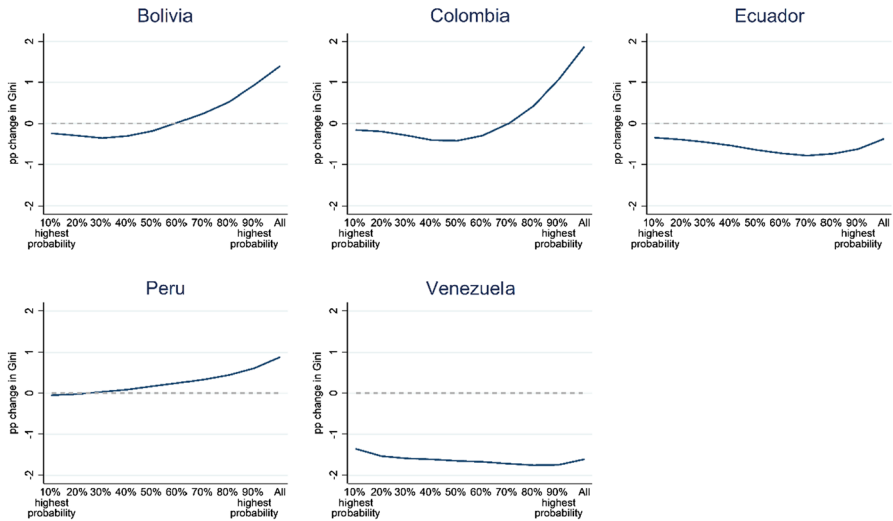 Bolivia
pp change in Gini
2
1
0
-1
-2
10% 20% 30% 40% 50% 60% 70% 80% 90% All
highest highest
probability probability
Colombia
pp change in Gini
2
1
0
-1
-2
10% 20% 30% 40% 50% 60% 70% 80% 90% All
highest highest
probability probability
Ecuador
pp change in Gini
2
1
0
-1
-2
10% 20% 30% 40% 50% 60% 70% 80% 90% All
highest highest
probability probability
Peru
pp change in Gini
2
1
0
-1
-2
10% 20% 30% 40% 50% 60% 70% 80% 90% All
highest highest
probability probability
Venezuela
pp change in Gini
2
1
0
-1
-2
10% 20% 30% 40% 50% 60% 70% 80% 90% All
highest highest
probability probability